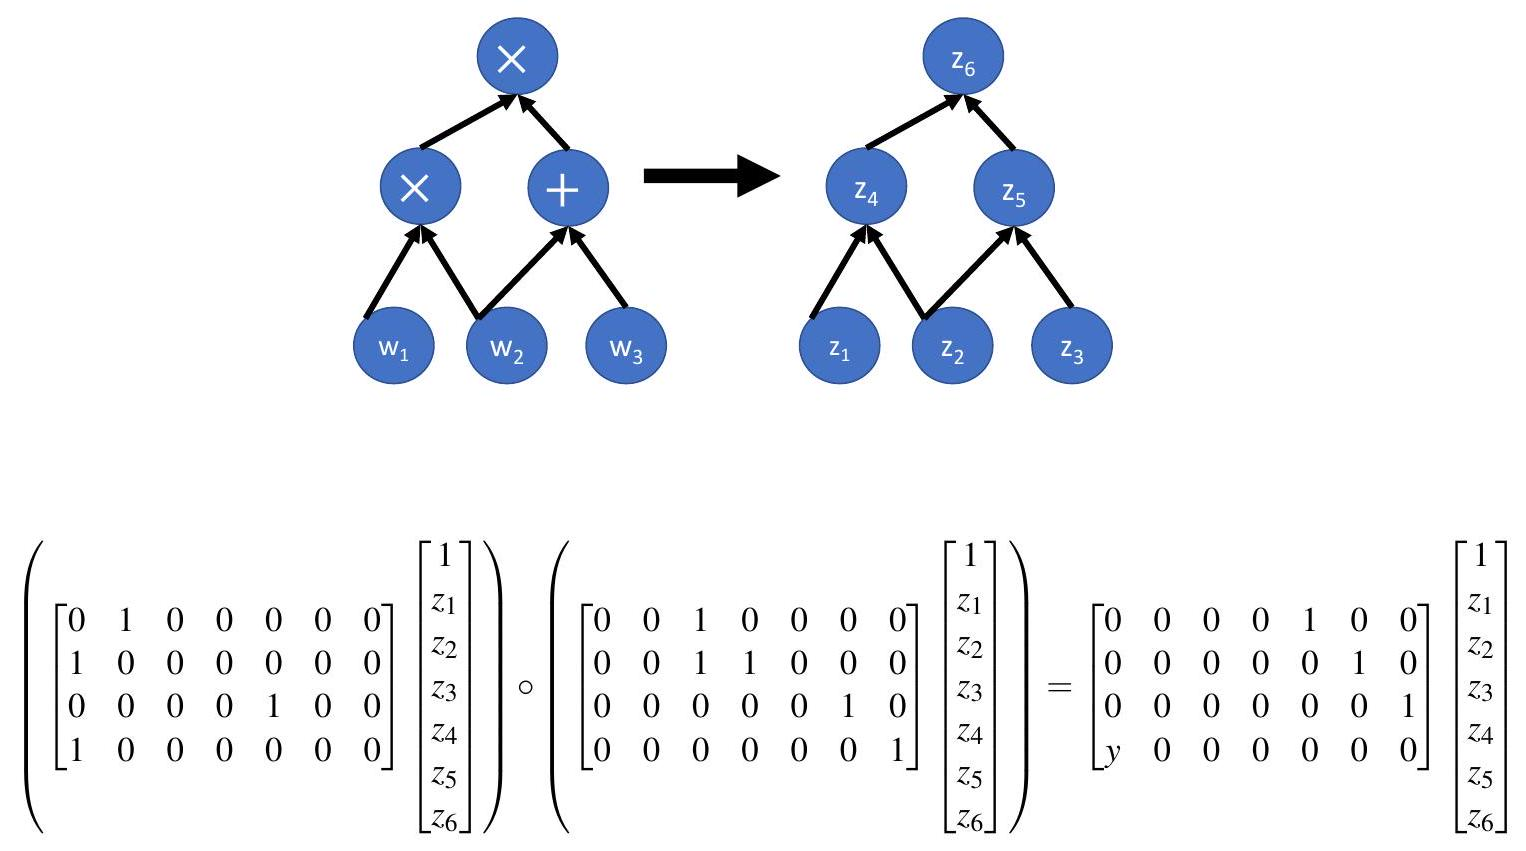 × z₆
× + z₄ z₅
w₁ w₂ w₃ z₁ z₂ z₃
( [ 0 1 0 0 0 0 0 ; 1 0 0 0 0 0 0 ; 0 0 0 0 1 0 0 ; 1 0 0 0 0 0 0 ] [ 1 z₁ z₂ z₃ z₄ z₅ z₆ ] ) ∘ ( [ 0 0 1 0 0 0 0 ; 0 0 1 1 0 0 0 ; 0 0 0 0 0 1 0 ; 0 0 0 0 0 0 1 ] [ 1 z₁ z₂ z₃ z₄ z₅ z₆ ] ) = [ 0 0 0 0 1 0 0 ; 0 0 0 0 0 1 0 ; 0 0 0 0 0 0 1 ; y 0 0 0 0 0 0 ] [ 1 z₁ z₂ z₃ z₄ z₅ z₆ ]